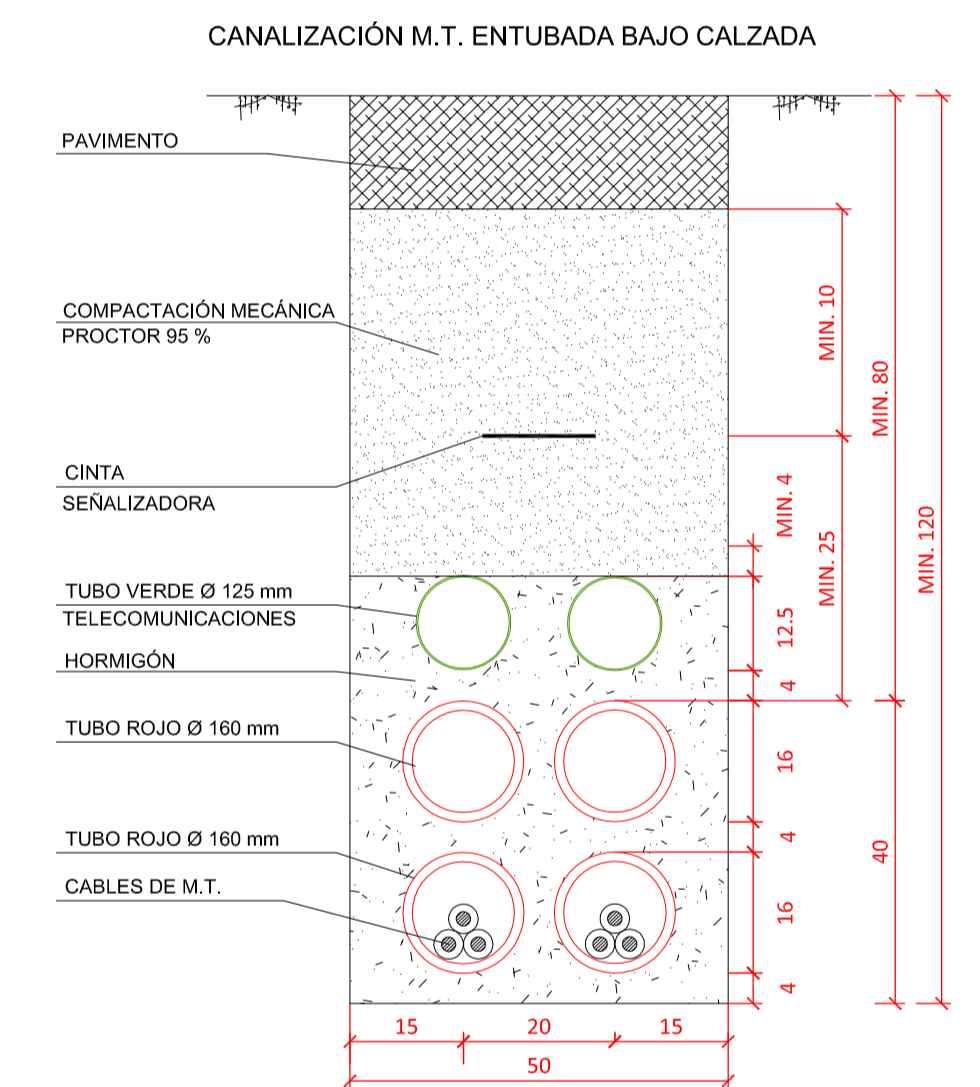 CANALIZACIÓN M.T. ENTUBADA BAJO CALZADA
PAVIMENTO
COMPACTACIÓN MECÁNICA
PROCTOR 95 %
CINTA
SEÑALIZADORA
TUBO VERDE Ø 125 mm
TELECOMUNICACIONES
HORMIGÓN
TUBO ROJO Ø 160 mm
TUBO ROJO Ø 160 mm
CABLES DE M.T.
MIN. 10
MIN. 80
MIN. 4
MIN. 25
MIN. 120
12.5
4
16
4
40
16
4
15
20
15
50